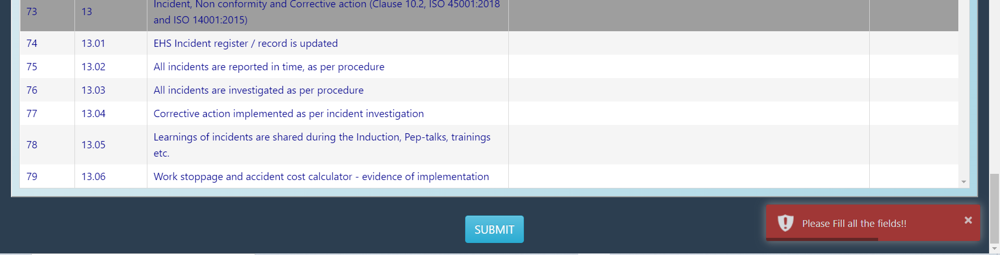 73 13 Incident, Non conformity and Corrective action (Clause 10.2, ISO 45001:2018
and ISO 14001:2015)
74 13.01 EHS Incident register / record is updated
75 13.02 All incidents are reported in time, as per procedure
76 13.03 All incidents are investigated as per procedure
77 13.04 Corrective action implemented as per incident investigation
78 13.05 Learnings of incidents are shared during the Induction, Pep-talks, trainings
etc.
79 13.06 Work stoppage and accident cost calculator - evidence of implementation
SUBMIT
Please Fill all the fields!!